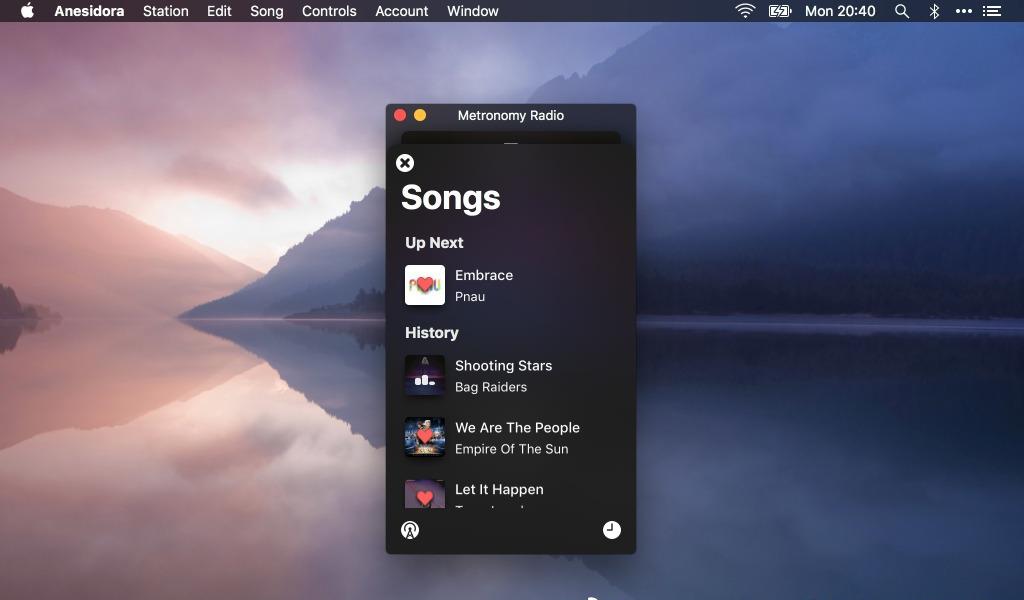 Anesidora Station Edit Song Controls Account Window Mon 20:40
Metronomy Radio
Songs
Up Next
Embrace
Pnau
History
Shooting Stars
Bag Raiders
We Are The People
Empire Of The Sun
Let It Happen